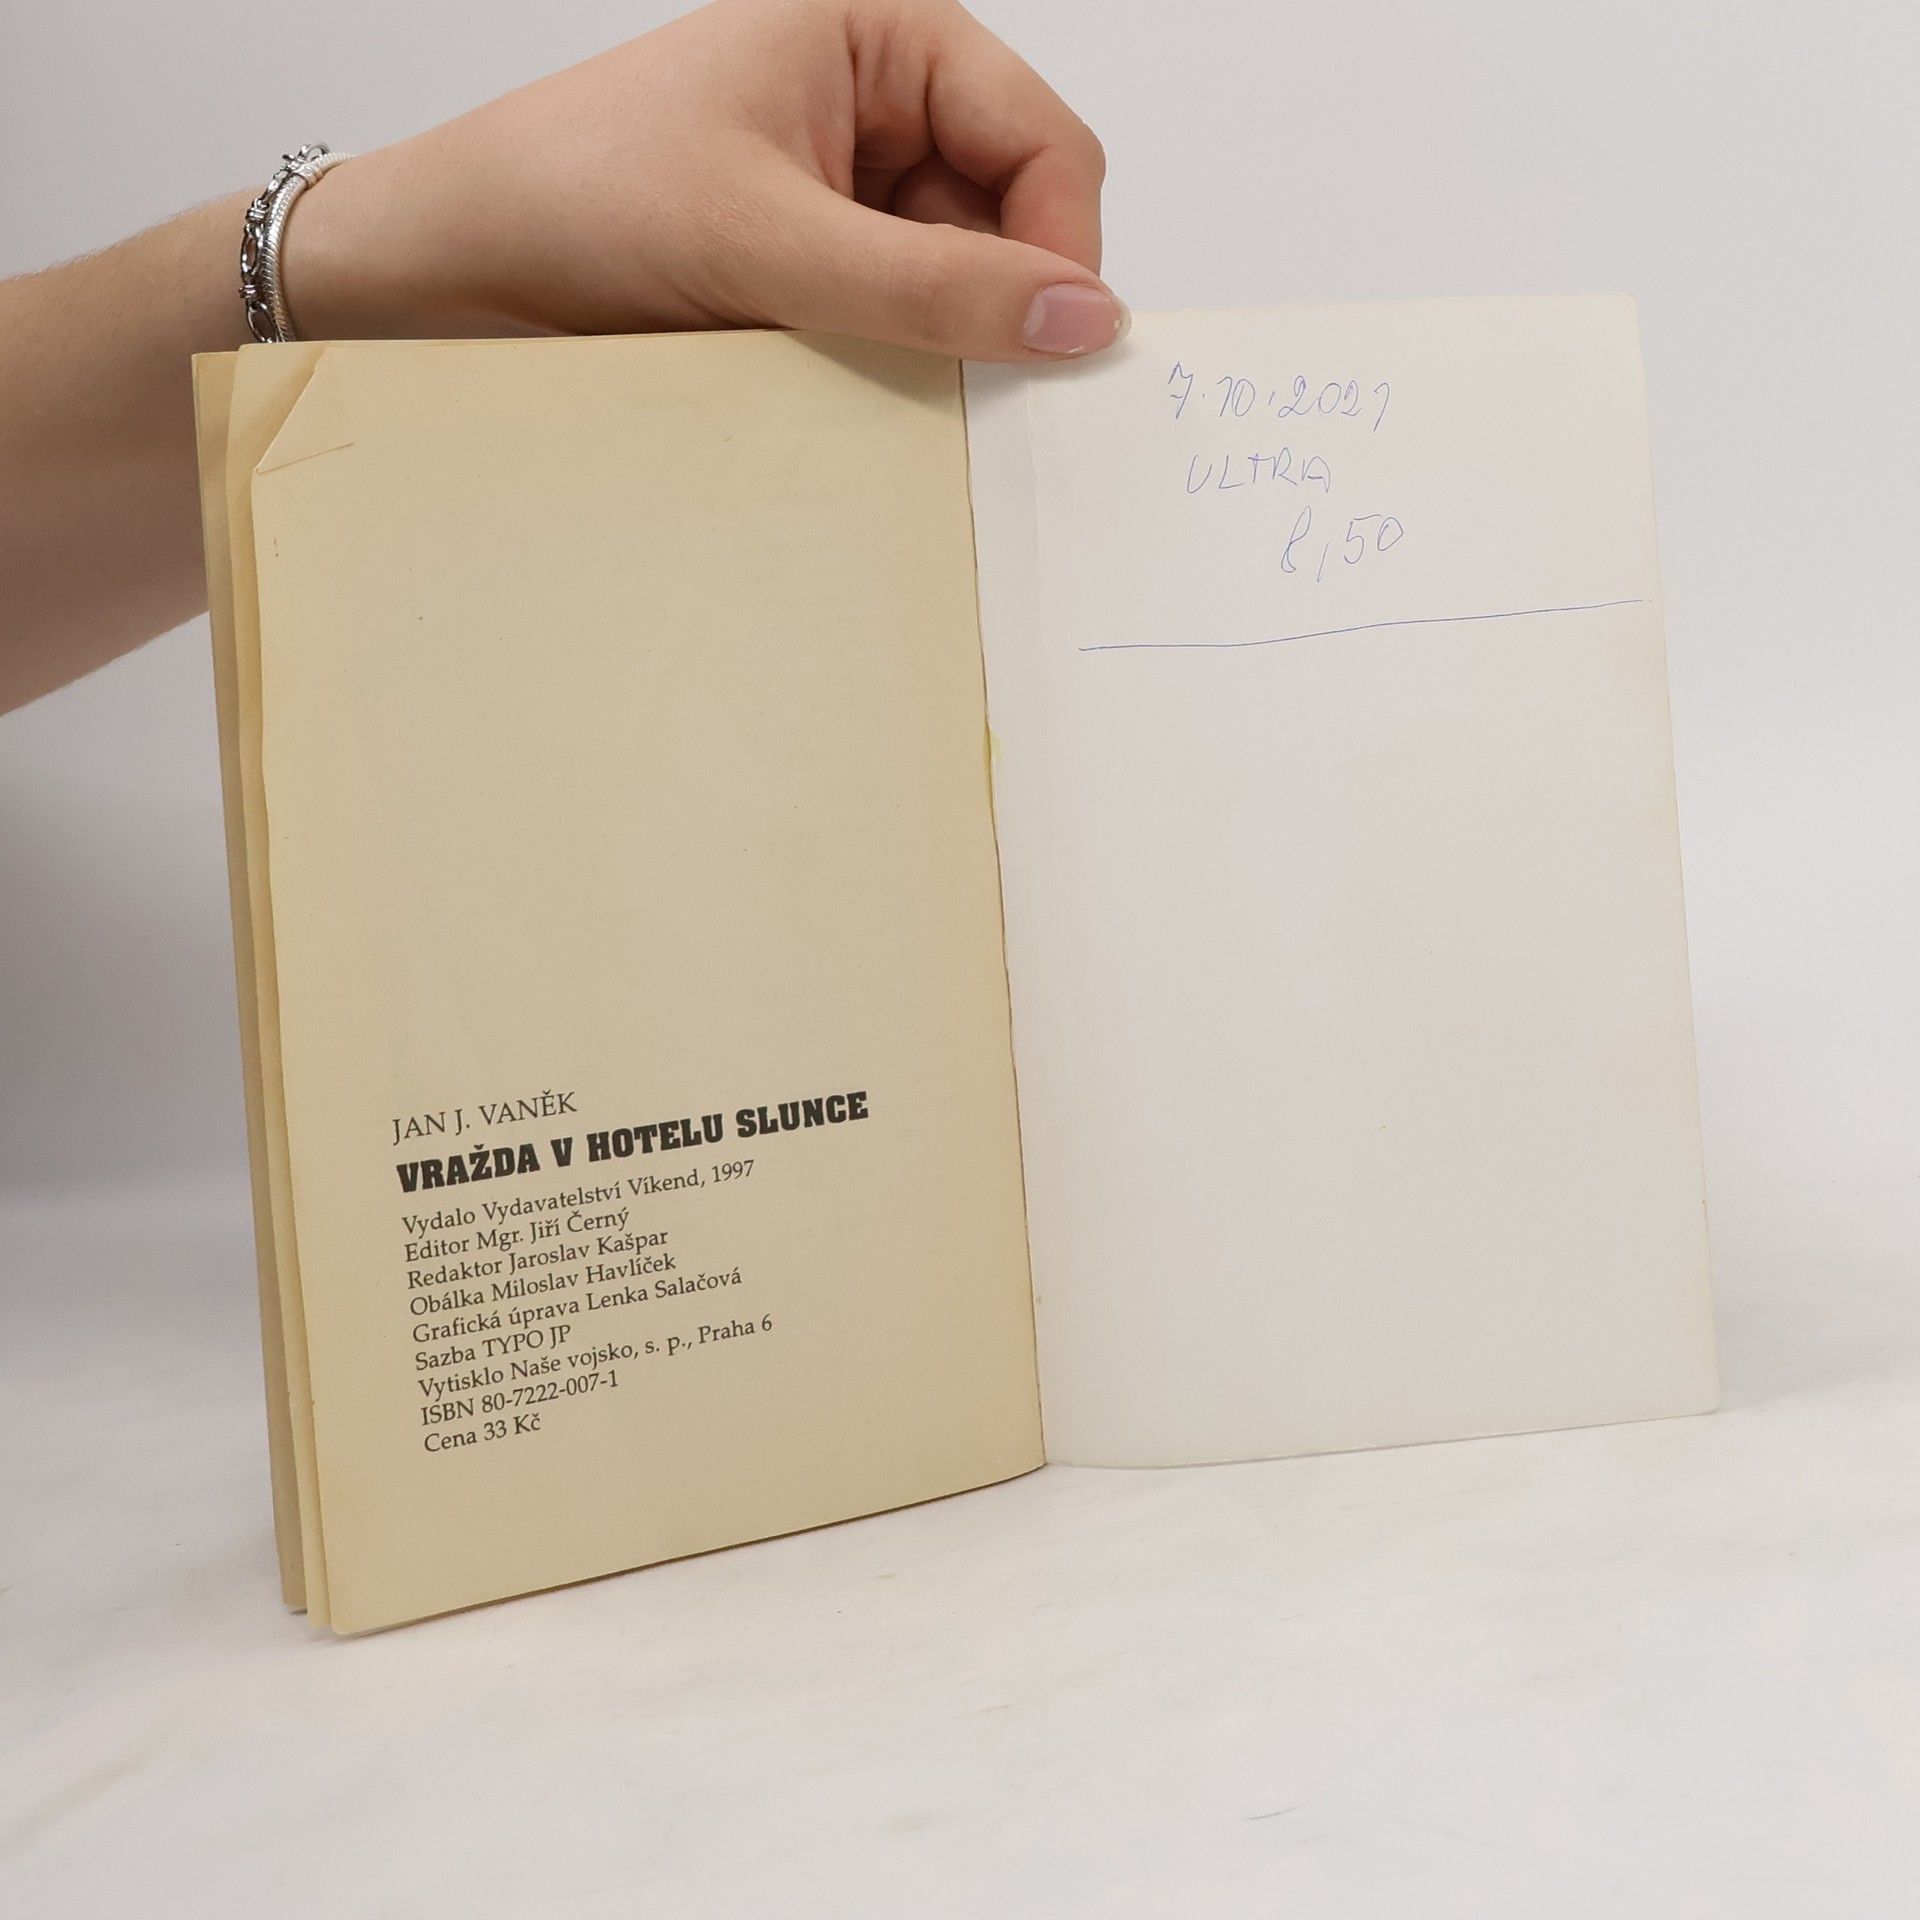 JAN J. VANĚK
VRAŽDA V HOTELU SLUNCE
Vydalo Vydavatelství Víkend, 1997
Editor Mgr. Jiří Černý
Redaktor Jaroslav Kašpar
Obálka Miloslav Havlíček
Grafická úprava Lenka Salačová
Sazba TYPO JP
Vytisklo Naše vojsko, s. p., Praha 6
ISBN 80-7222-007-1
Cena 33 Kč
7.10.2021
ULTRA
8,50